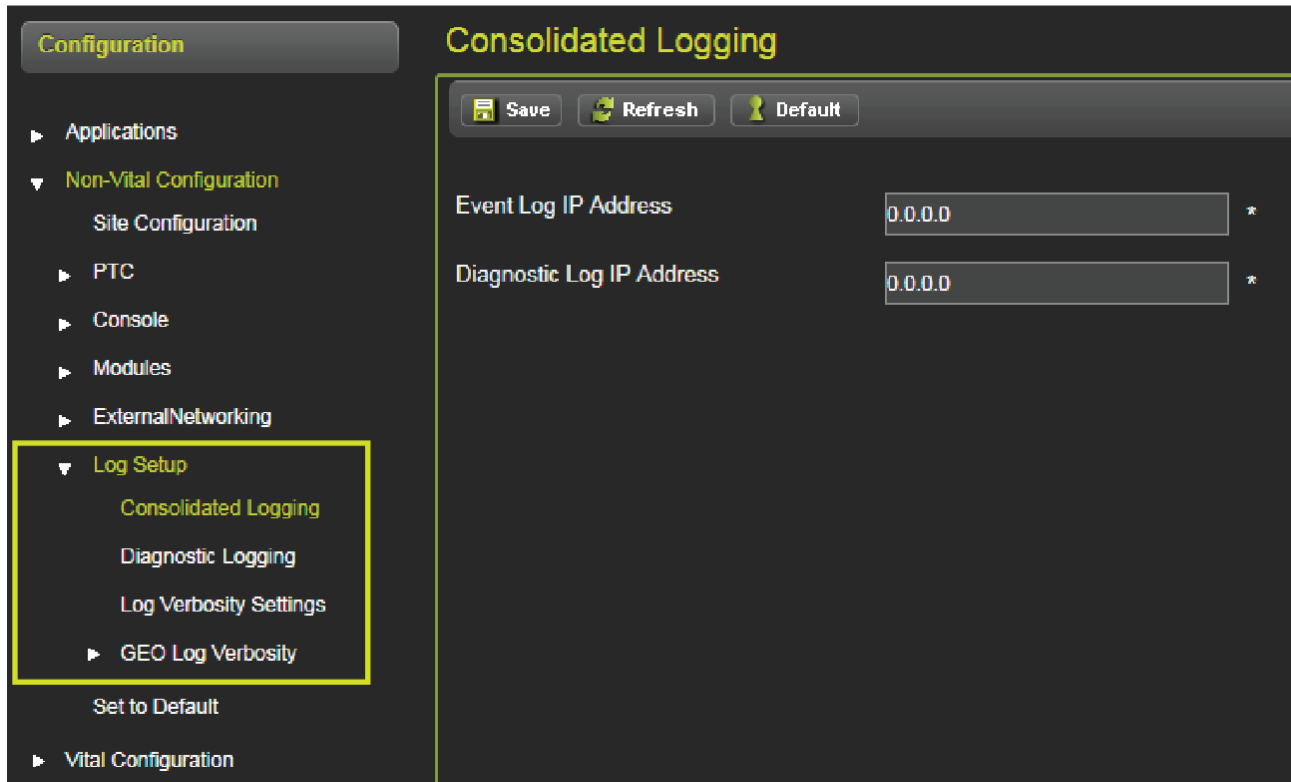 Configuration
Applications
Non-Vital Configuration
Site Configuration
PTC
Console
Modules
ExternalNetworking
Log Setup
Consolidated Logging
Diagnostic Logging
Log Verbosity Settings
GEO Log Verbosity
Set to Default
Vital Configuration
Consolidated Logging
Save Refresh Default
Event Log IP Address 0.0.0.0 *
Diagnostic Log IP Address 0.0.0.0 *